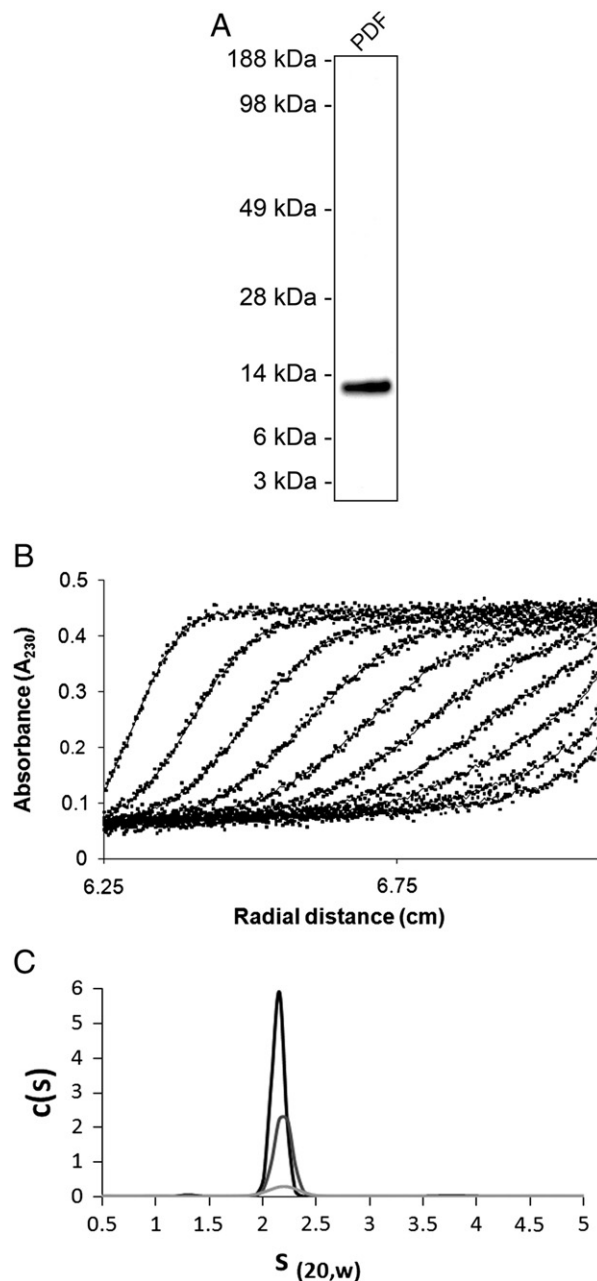 A
PDF
188 kDa -
98 kDa -
49 kDa -
28 kDa -
14 kDa -
6 kDa -
3 kDa -
B
Absorbance (A230)
0.5
0.4
0.3
0.2
0.1
0
6.25 6.75
Radial distance (cm)
C
c(s)
6
5
4
3
2
1
0
0.5 1 1.5 2 2.5 3 3.5 4 4.5 5
S (20,w)